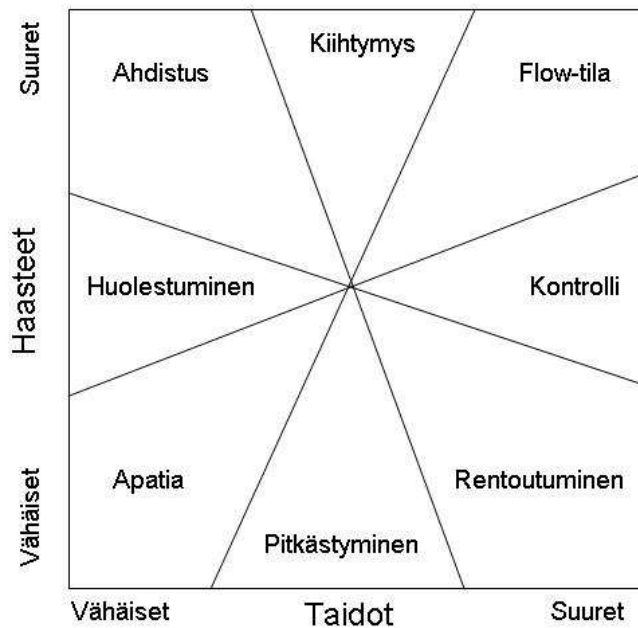 Suuret
Ahdistus
Kiihtymys
Flow-tila
Haasteet
Huolestuminen
Kontrolli
Vähäiset
Apatia
Rentoutuminen
Pitkästyminen
Vähäiset
Taidot
Suuret